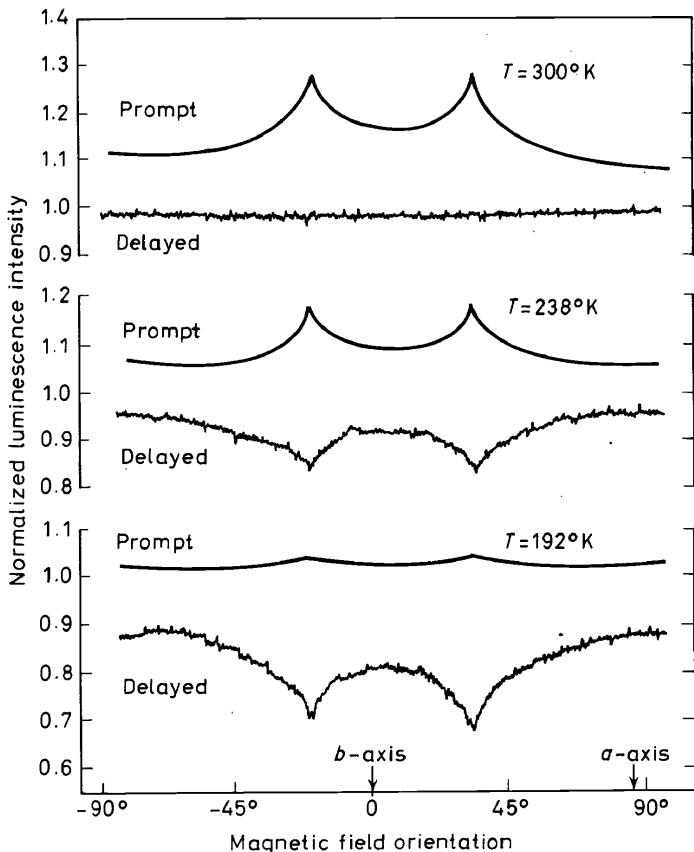 1.4
1.3
T=300°K
Prompt
1.2
1.1
1.0
Delayed
0.9
1.2
T=238°K
Prompt
1.1
1.0
0.9
Delayed
0.8
1.1
Prompt
T=192°K
1.0
0.9
0.8
Delayed
0.7
b-axis
a-axis
0.6
-90°
-45°
0
45°
90°
Magnetic field orientation
Normalized luminescence intensity